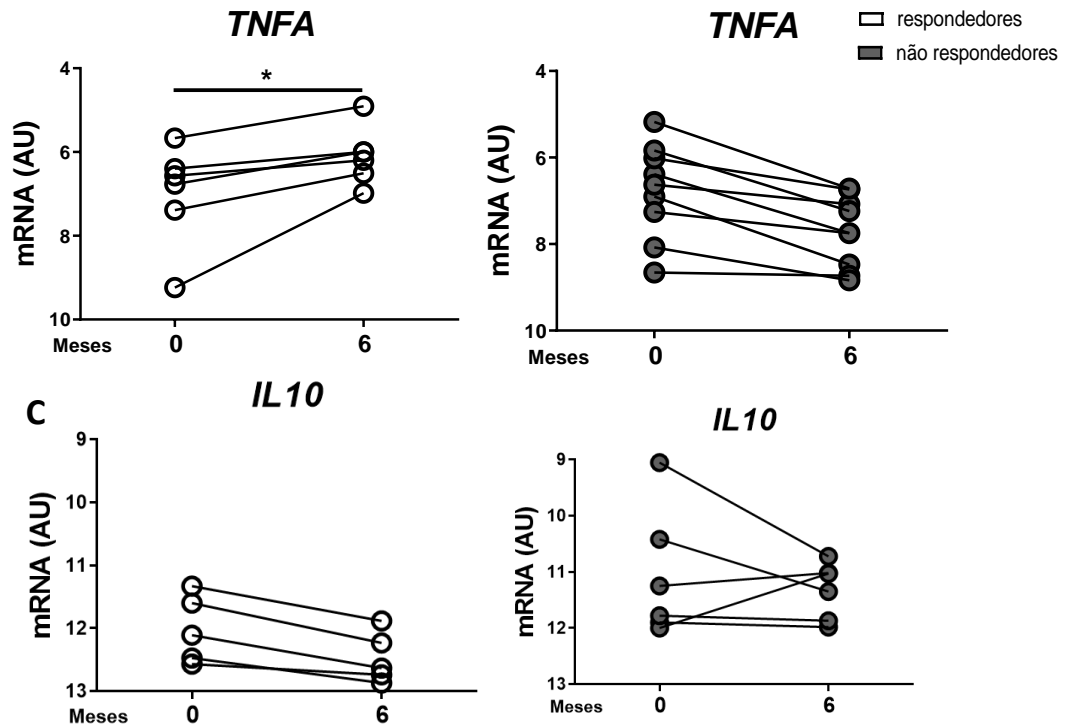 TNFA
TNFA
respondedores
não respondedores
mRNA (AU)
4
6
8
10
*
Meses
0
6
mRNA (AU)
4
6
8
10
Meses
0
6
C
IL10
IL10
mRNA (AU)
9
10
11
12
13
Meses
0
6
mRNA (AU)
9
10
11
12
13
Meses
0
6